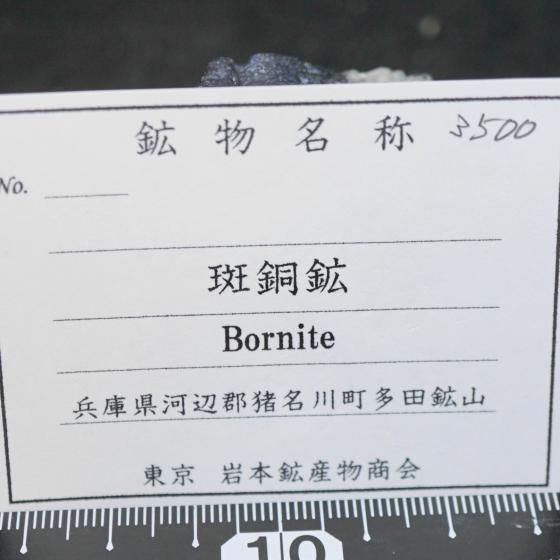 鉱物名称 3500
No.
斑銅鉱
Bornite
兵庫県河辺郡猪名川町多田鉱山
東京 岩本鉱産物商会
10